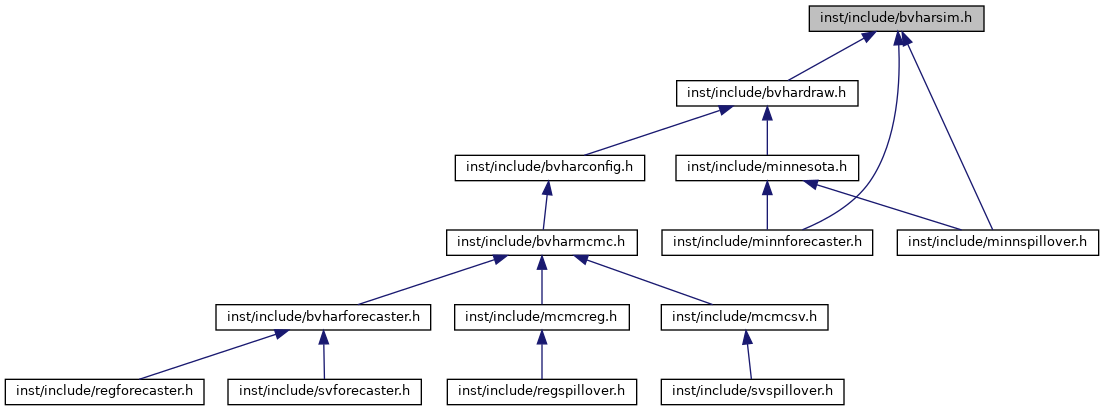 inst/include/bvharsim.h
inst/include/bvhardraw.h
inst/include/bvharconfig.h
inst/include/minnesota.h
inst/include/bvharmcmc.h
inst/include/minnforecaster.h
inst/include/minnspillover.h
inst/include/bvharforecaster.h
inst/include/mcmcreg.h
inst/include/mcmcsv.h
inst/include/regforecaster.h
inst/include/svforecaster.h
inst/include/regspillover.h
inst/include/svspillover.h